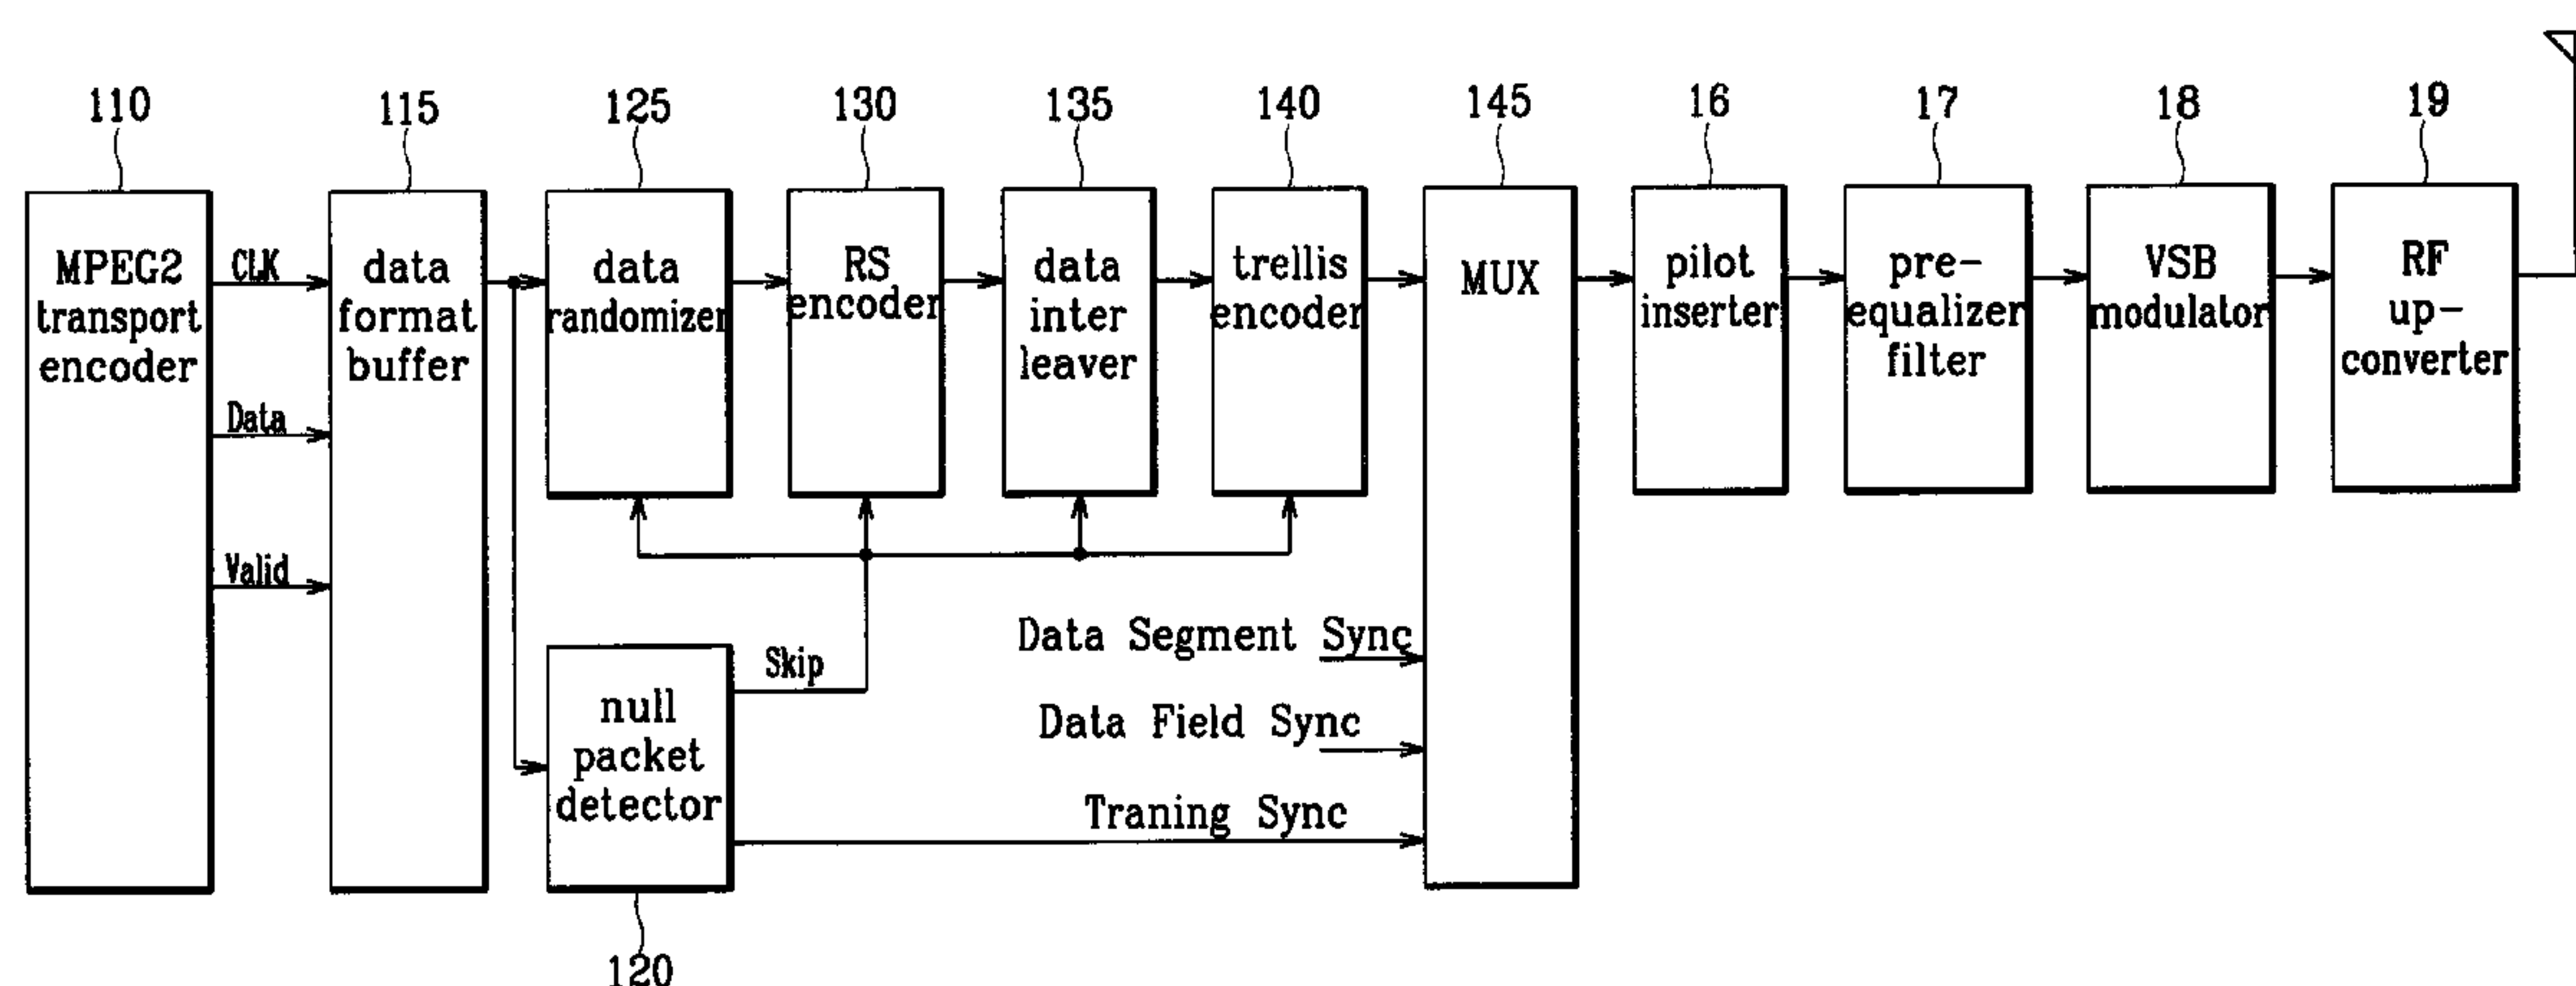 110
115
125
130
135
140
145
16
17
18
19
MPEG2
transport
encoder
CLK
Data
Valid
data
format
buffer
data
randomizer
RS
encoder
data
inter
leaver
trellis
encoder
MUX
pilot
inserter
pre-
equalizer
filter
VSB
modulator
RF
up-
converter
null
packet
detector
Skip
Data Segment Sync
Data Field Sync
Traning Sync
120